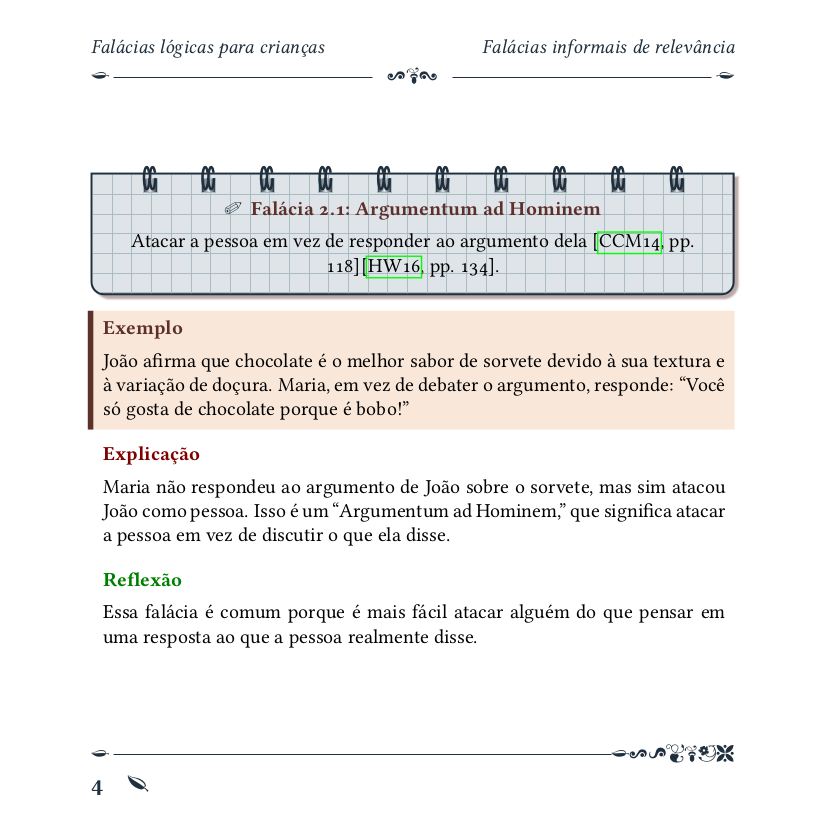 Falácias lógicas para crianças
Falácias informais de relevância
Falácia 2.1: Argumentum ad Hominem
Atacar a pessoa em vez de responder ao argumento dela [CCM14, pp.
118][HW16, pp. 134].
Exemplo
João afirma que chocolate é o melhor sabor de sorvete devido à sua textura e
à variação de doçura. Maria, em vez de debater o argumento, responde: “Você
só gosta de chocolate porque é bobo!”
Explicação
Maria não respondeu ao argumento de João sobre o sorvete, mas sim atacou
João como pessoa. Isso é um “Argumentum ad Hominem,” que significa atacar
a pessoa em vez de discutir o que ela disse.
Reflexão
Essa falácia é comum porque é mais fácil atacar alguém do que pensar em
uma resposta ao que a pessoa realmente disse.
4